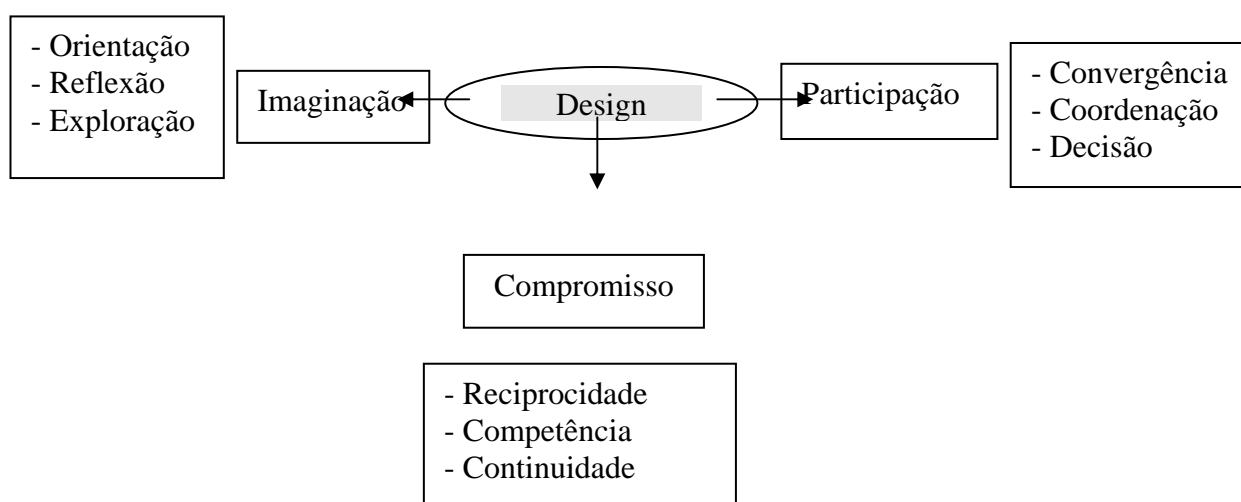 - Orientação
- Reflexão
- Exploração
Imaginação
Design
Participação
- Convergência
- Coordenação
- Decisão
Compromisso
- Reciprocidade
- Competência
- Continuidade